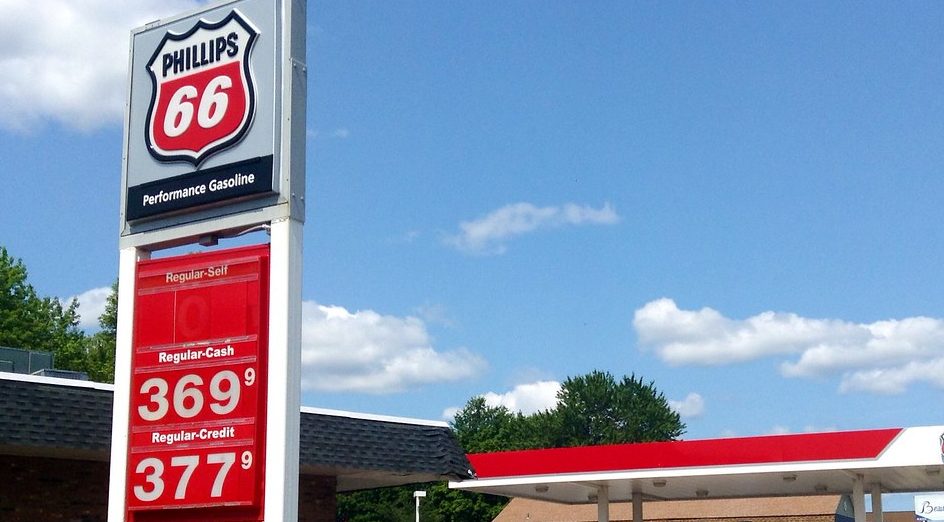 PHILLIPS
66
Performance Gasoline
Regular-Self
Regular-Cash
369 9
Regular-Credit
377 9